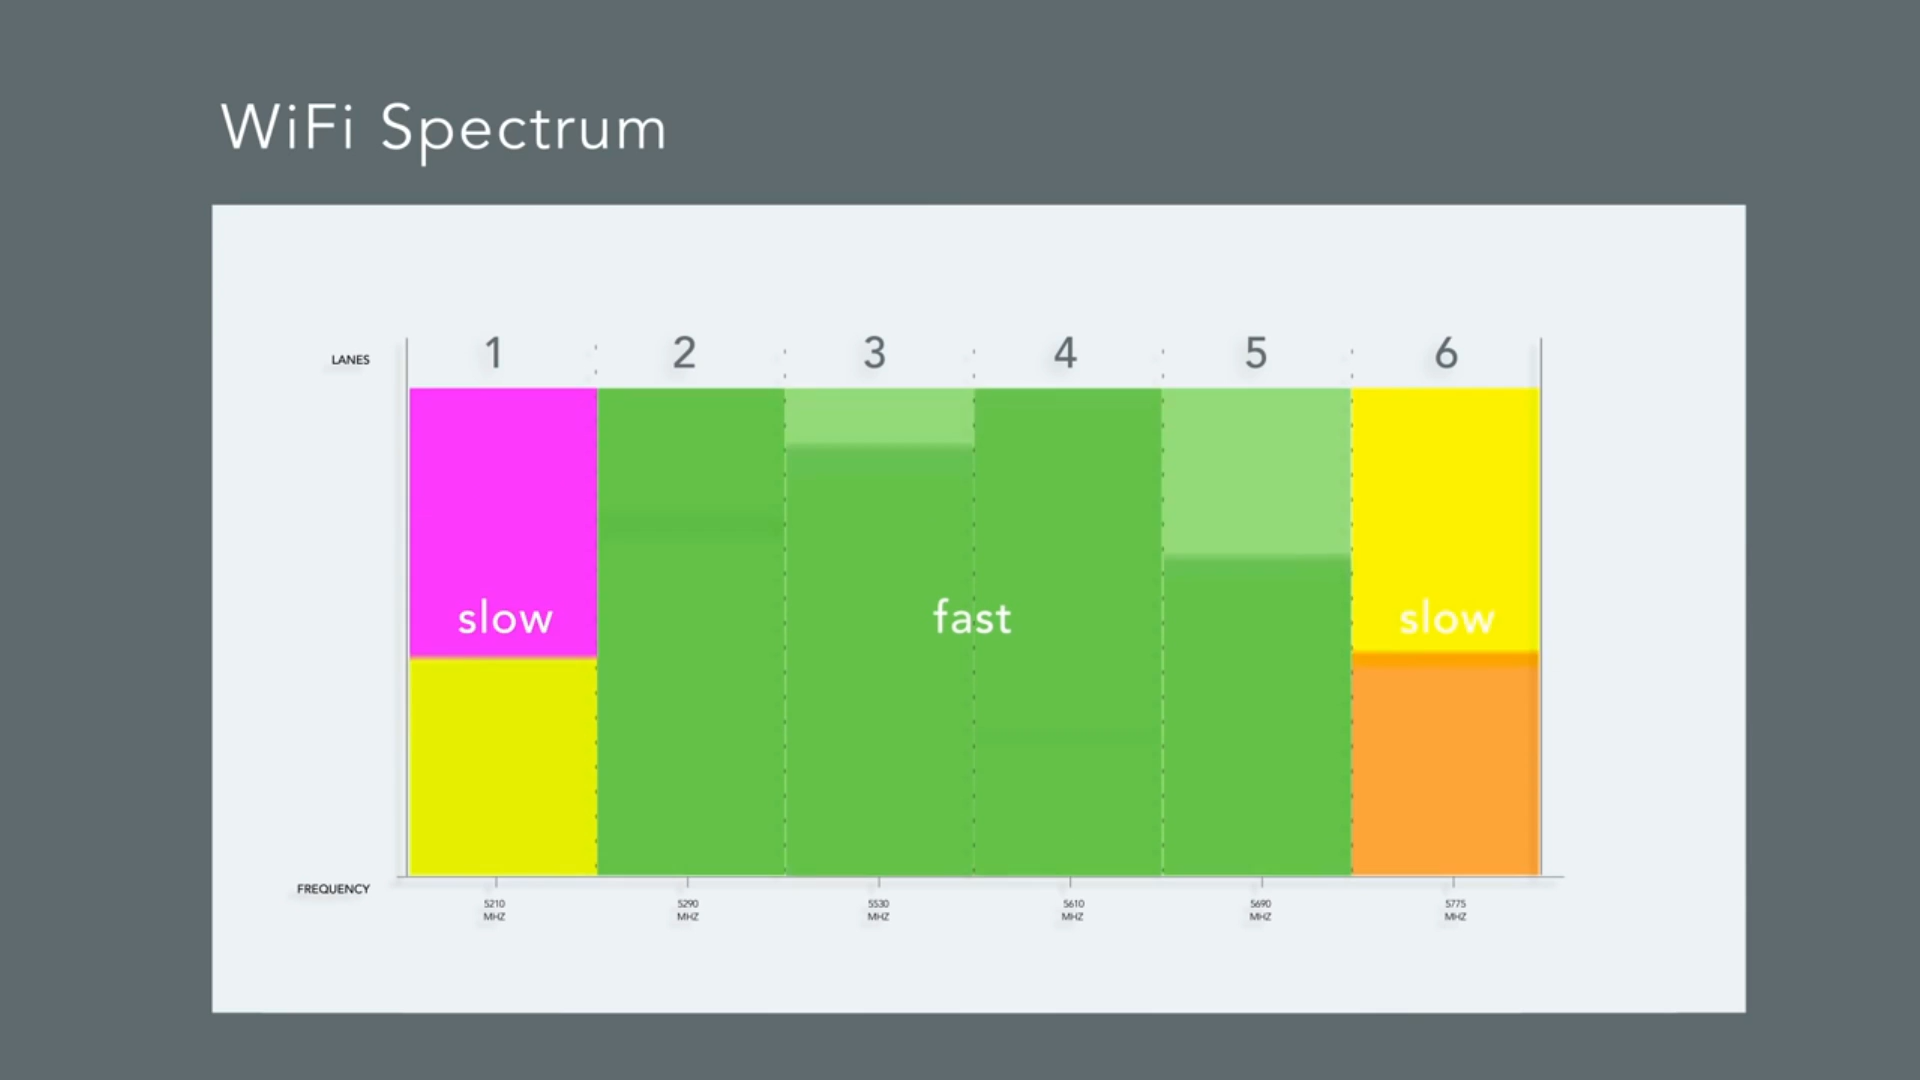 WiFi Spectrum
LANES 1 2 3 4 5 6
slow fast slow
FREQUENCY
5210 5290 5530 5610 5690 5775
MHZ MHZ MHZ MHZ MHZ MHZ